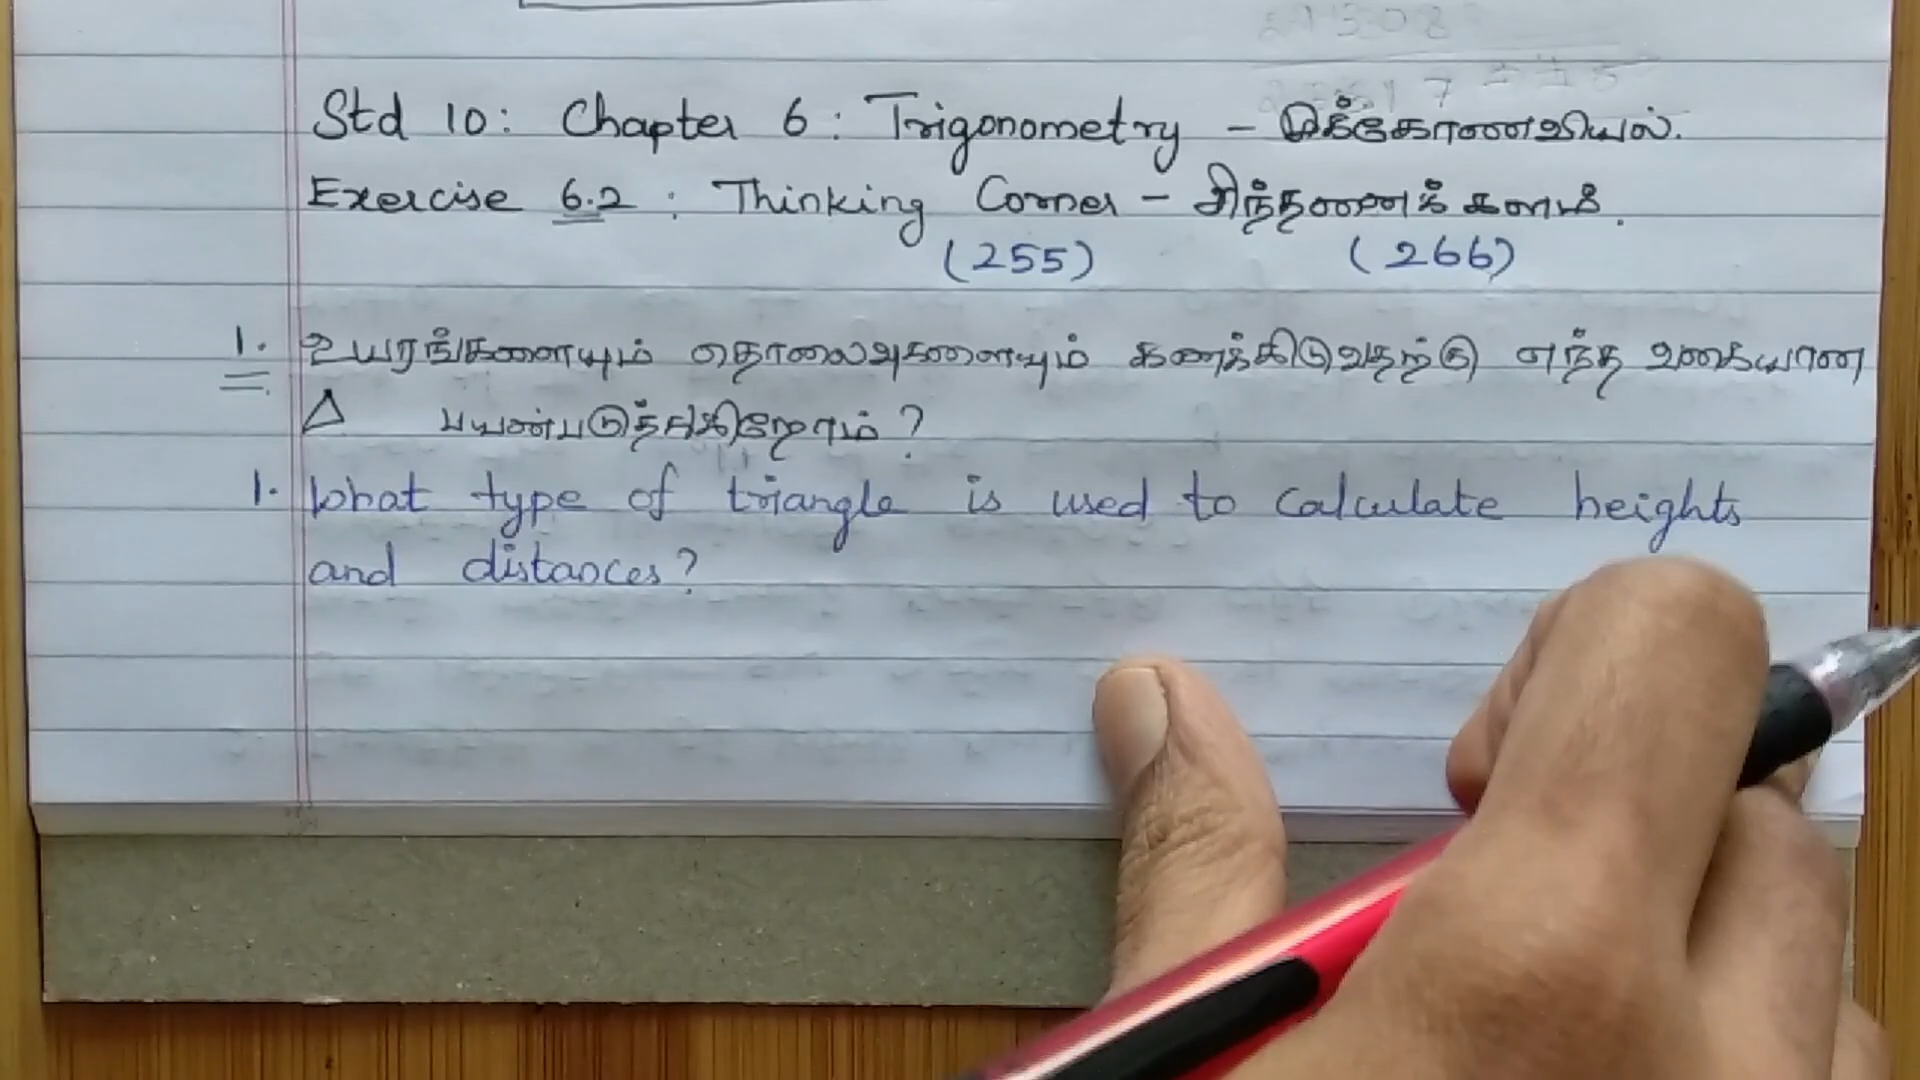 Std 10: Chapter 6: Trigonometry - முக்கோணவியல்.
Exercise 6.2: Thinking Corner - சிந்தனைக் களம்.
(255) (266)
1. உயரங்களையும் தொலைவுகளையும் கணக்கிடுவதற்கு எந்த வகையான
△ பயன்படுத்துகிறோம்?
1. What type of triangle is used to calculate heights
and distances?